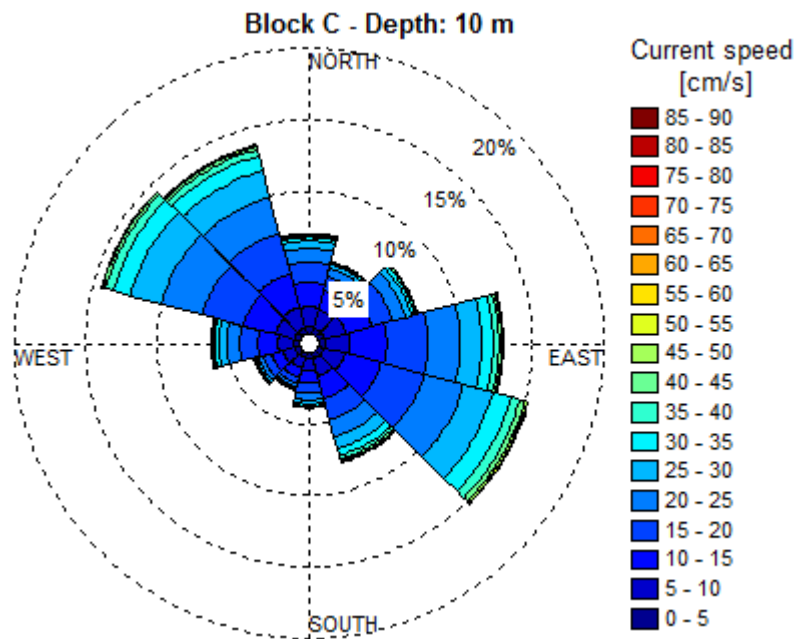 Block C - Depth: 10 m
NORTH
20%
15%
10%
5%
WEST
EAST
SOUTH
Current speed
[cm/s]
85 - 90
80 - 85
75 - 80
70 - 75
65 - 70
60 - 65
55 - 60
50 - 55
45 - 50
40 - 45
35 - 40
30 - 35
25 - 30
20 - 25
15 - 20
10 - 15
5 - 10
0 - 5